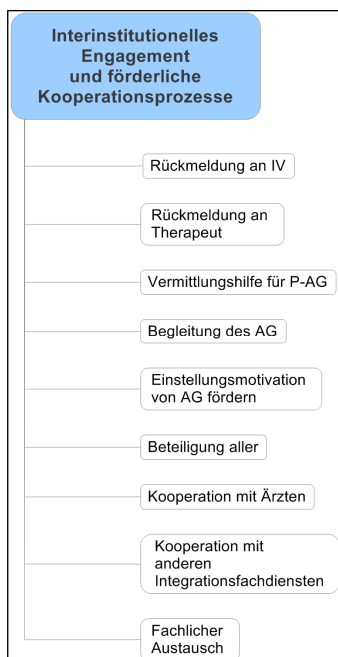 Interinstitutionelles
Engagement
und förderliche
Kooperationsprozesse
Rückmeldung an IV
Rückmeldung an
Therapeut
Vermittlungshilfe für P-AG
Begleitung des AG
Einstellungsmotivation
von AG fördern
Beteiligung aller
Kooperation mit Ärzten
Kooperation mit
anderen
Integrationsfachdiensten
Fachlicher
Austausch